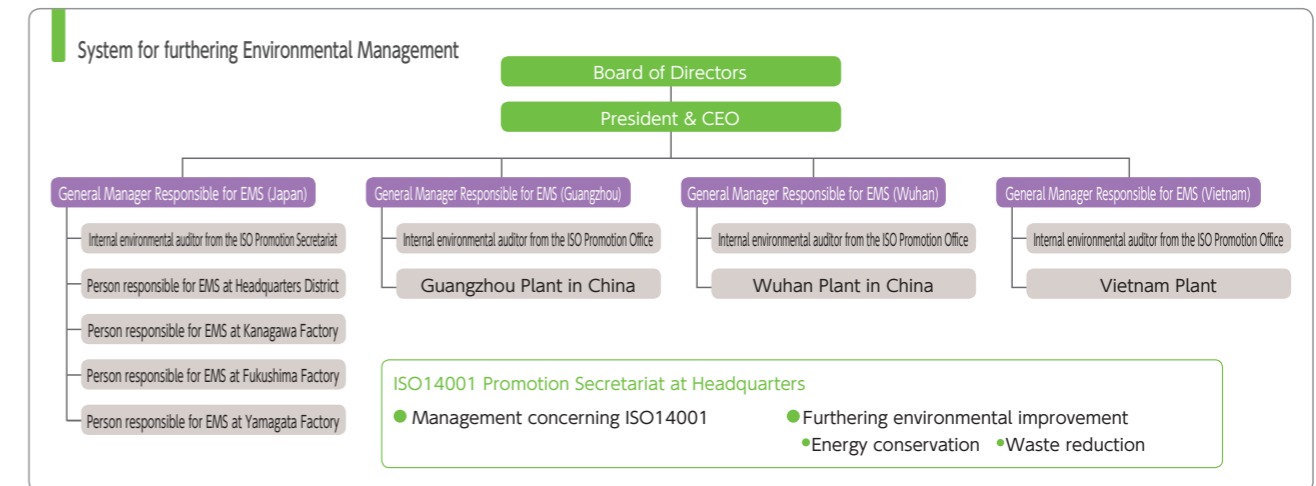 System for furthering Environmental Management
Board of Directors
President & CEO
General Manager Responsible for EMS (Japan)
Internal environmental auditor from the ISO Promotion Secretariat
Person responsible for EMS at Headquarters District
Person responsible for EMS at Kanagawa Factory
Person responsible for EMS at Fukushima Factory
Person responsible for EMS at Yamagata Factory
General Manager Responsible for EMS (Guangzhou)
Internal environmental auditor from the ISO Promotion Office
Guangzhou Plant in China
General Manager Responsible for EMS (Wuhan)
Internal environmental auditor from the ISO Promotion Office
Wuhan Plant in China
General Manager Responsible for EMS (Vietnam)
Internal environmental auditor from the ISO Promotion Office
Vietnam Plant
ISO14001 Promotion Secretariat at Headquarters
● Management concerning ISO14001
● Furthering environmental improvement
• Energy conservation • Waste reduction